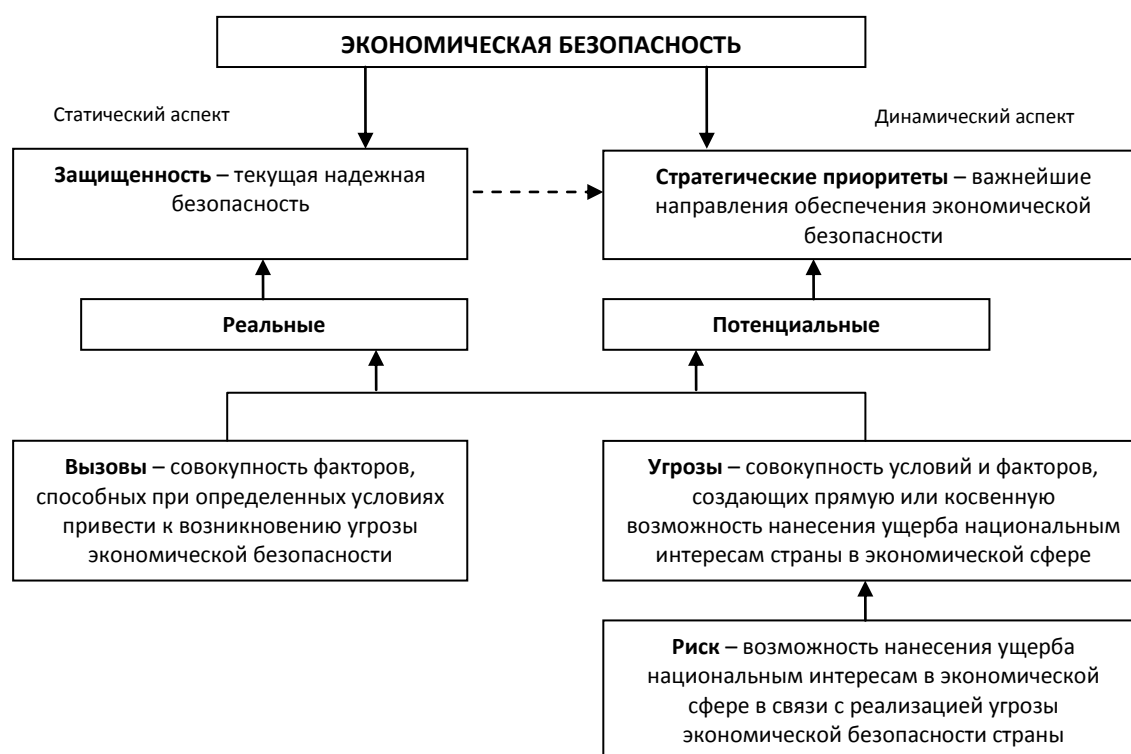 ЭКОНОМИЧЕСКАЯ БЕЗОПАСНОСТЬ
Статический аспект
Динамический аспект
Защищенность – текущая надежная
безопасность
Стратегические приоритеты – важнейшие
направления обеспечения экономической
безопасности
Реальные
Потенциальные
Вызовы – совокупность факторов,
способных при определенных условиях
привести к возникновению угрозы
экономической безопасности
Угрозы – совокупность условий и факторов,
создающих прямую или косвенную
возможность нанесения ущерба национальным
интересам страны в экономической сфере
Риск – возможность нанесения ущерба
национальным интересам в экономической
сфере в связи с реализацией угрозы
экономической безопасности страны